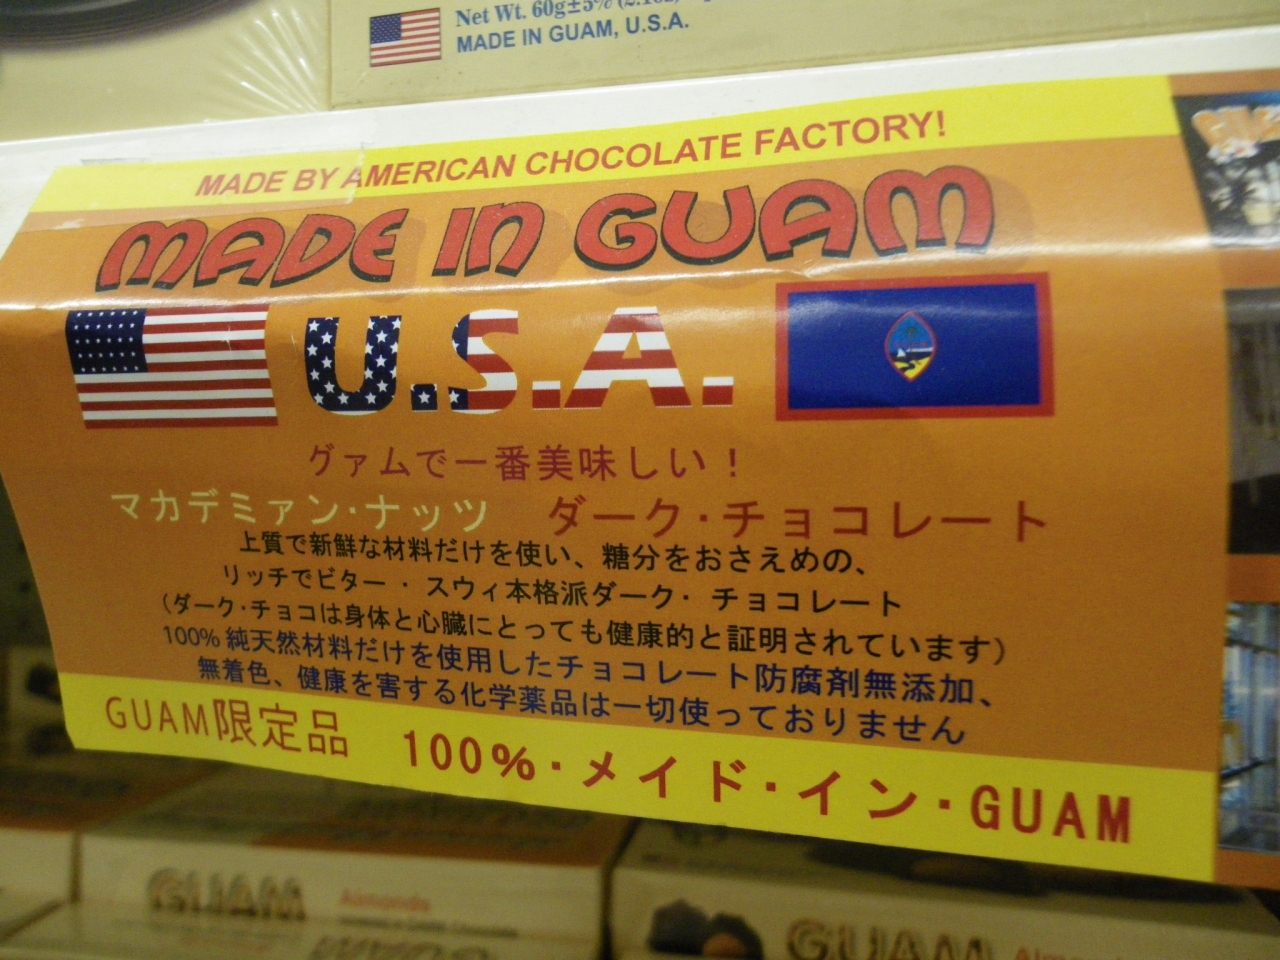 Net Wt. 60g±5%
MADE IN GUAM, U.S.A.
MADE BY AMERICAN CHOCOLATE FACTORY!
MADE IN GUAM
U.S.A.
グァムで一番美味しい！
マカデミァン･ナッツ ダーク･チョコレート
上質で新鮮な材料だけを使い、糖分をおさえめの、
リッチでビター ･ スウィ本格派ダーク･ チョコレート
（ダーク･チョコは身体と心臓にとっても健康的と証明されています）
100% 純天然材料だけを使用したチョコレート防腐剤無添加、
無着色、健康を害する化学薬品は一切使っておりません
GUAM限定品 100%･メイド･イン･GUAM
GUAM Almonds
GUAM